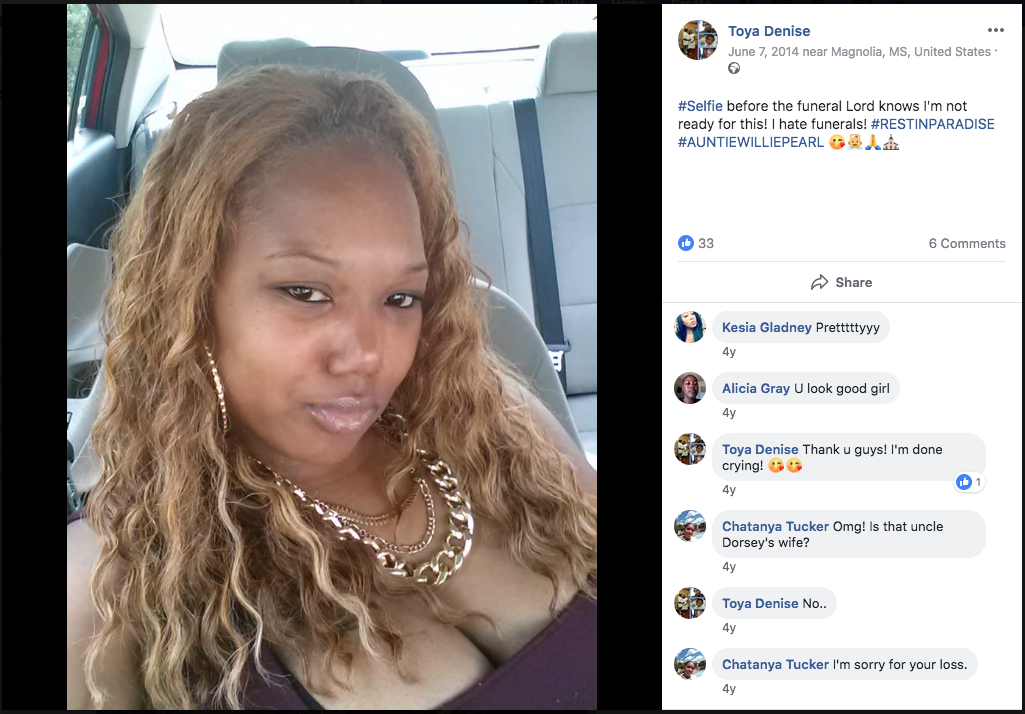 Toya Denise
June 7, 2014 near Magnolia, MS, United States ·
#Selfie before the funeral Lord knows I'm not
ready for this! I hate funerals! #RESTINPARADISE
#AUNTIEWILLIEPEARL 😘👼🙏⛪
33
6 Comments
Share
Kesia Gladney Pretttttyyy
4y
Alicia Gray U look good girl
4y
Toya Denise Thank u guys! I'm done
crying! 😘😘
1
4y
Chatanya Tucker Omg! Is that uncle
Dorsey's wife?
4y
Toya Denise No..
4y
Chatanya Tucker I'm sorry for your loss.
4y